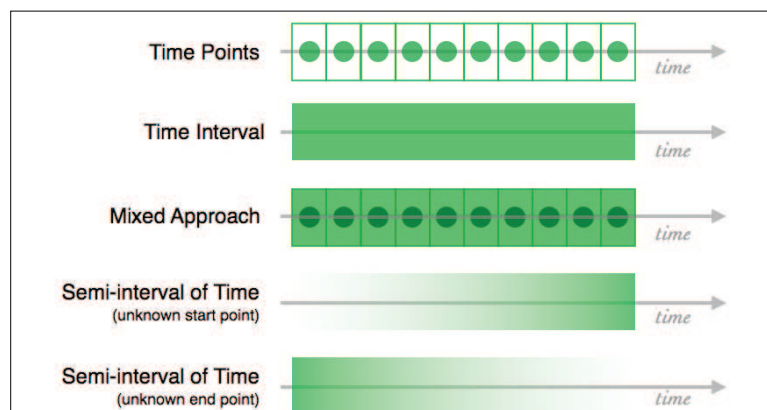 Time Points
time
Time Interval
time
Mixed Approach
time
Semi-interval of Time
(unknown start point)
time
Semi-interval of Time
(unknown end point)
time